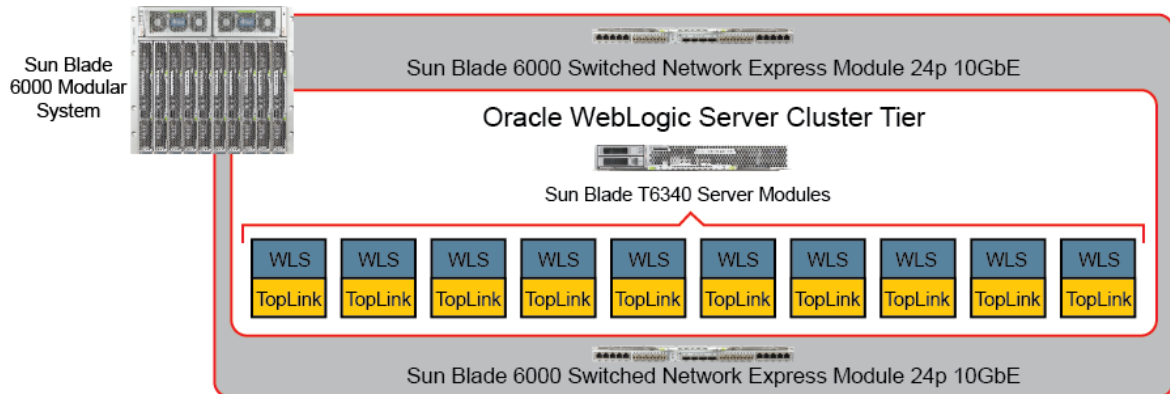 Sun Blade
6000 Modular
System
Sun Blade 6000 Switched Network Express Module 24p 10GbE
Oracle WebLogic Server Cluster Tier
Sun Blade T6340 Server Modules
WLS WLS WLS WLS WLS WLS WLS WLS WLS WLS
TopLink TopLink TopLink TopLink TopLink TopLink TopLink TopLink TopLink TopLink
Sun Blade 6000 Switched Network Express Module 24p 10GbE